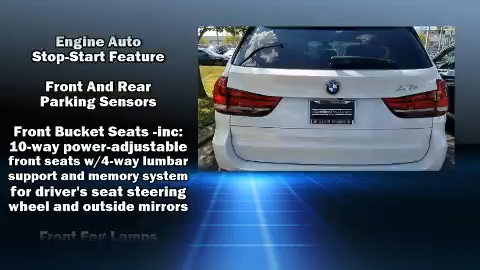 Engine Auto
Stop-Start Feature
Front And Rear
Parking Sensors
Front Bucket Seats -inc:
10-way power-adjustable
front seats w/4-way lumbar
support and memory system
for driver's seat steering
wheel and outside mirrors
Front Fog Lamps